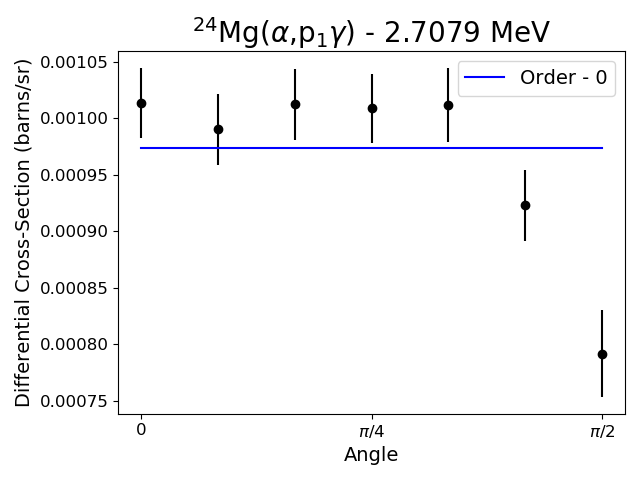 ²⁴Mg(α,p₁γ) - 2.7079 MeV
Order - 0
Differential Cross-Section (barns/sr)
0.00105
0.00100
0.00095
0.00090
0.00085
0.00080
0.00075
0 π/4 π/2
Angle